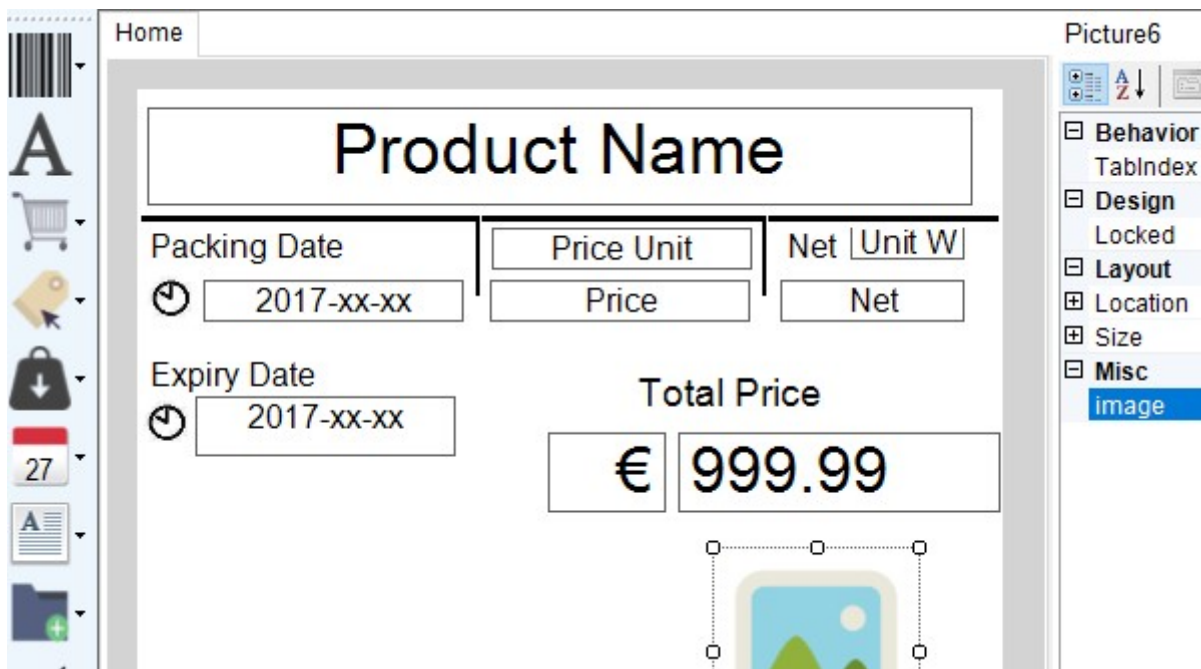 Home
Picture6
A
Z
Product Name
Behavior
TabIndex
Design
Locked
Layout
Location
Size
Misc
image
Packing Date
Price Unit
Net Unit W
2017-xx-xx
Price
Net
Expiry Date
2017-xx-xx
Total Price
€ 999.99
A
27
A